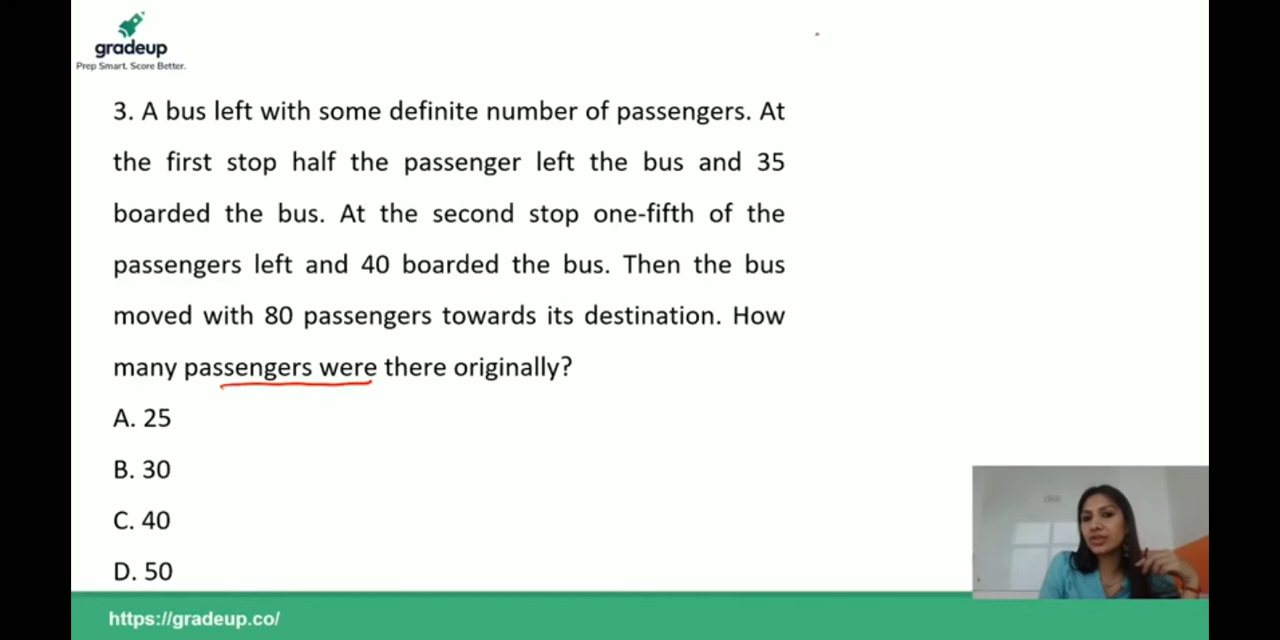 gradeup
Prep Smart. Score Better.
3. A bus left with some definite number of passengers. At
the first stop half the passenger left the bus and 35
boarded the bus. At the second stop one-fifth of the
passengers left and 40 boarded the bus. Then the bus
moved with 80 passengers towards its destination. How
many passengers were there originally?
A. 25
B. 30
C. 40
D. 50
https://gradeup.co/